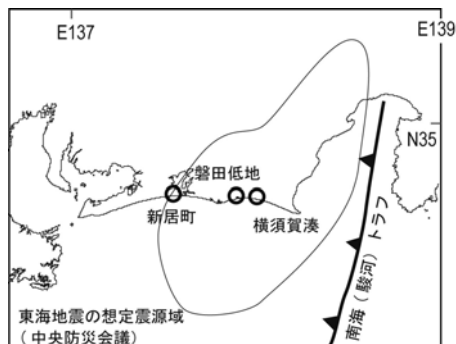 E137
E139
N35
磐田低地
新居町
横須賀湊
南海（駿河）トラフ
東海地震の想定震源域
（中央防災会議）